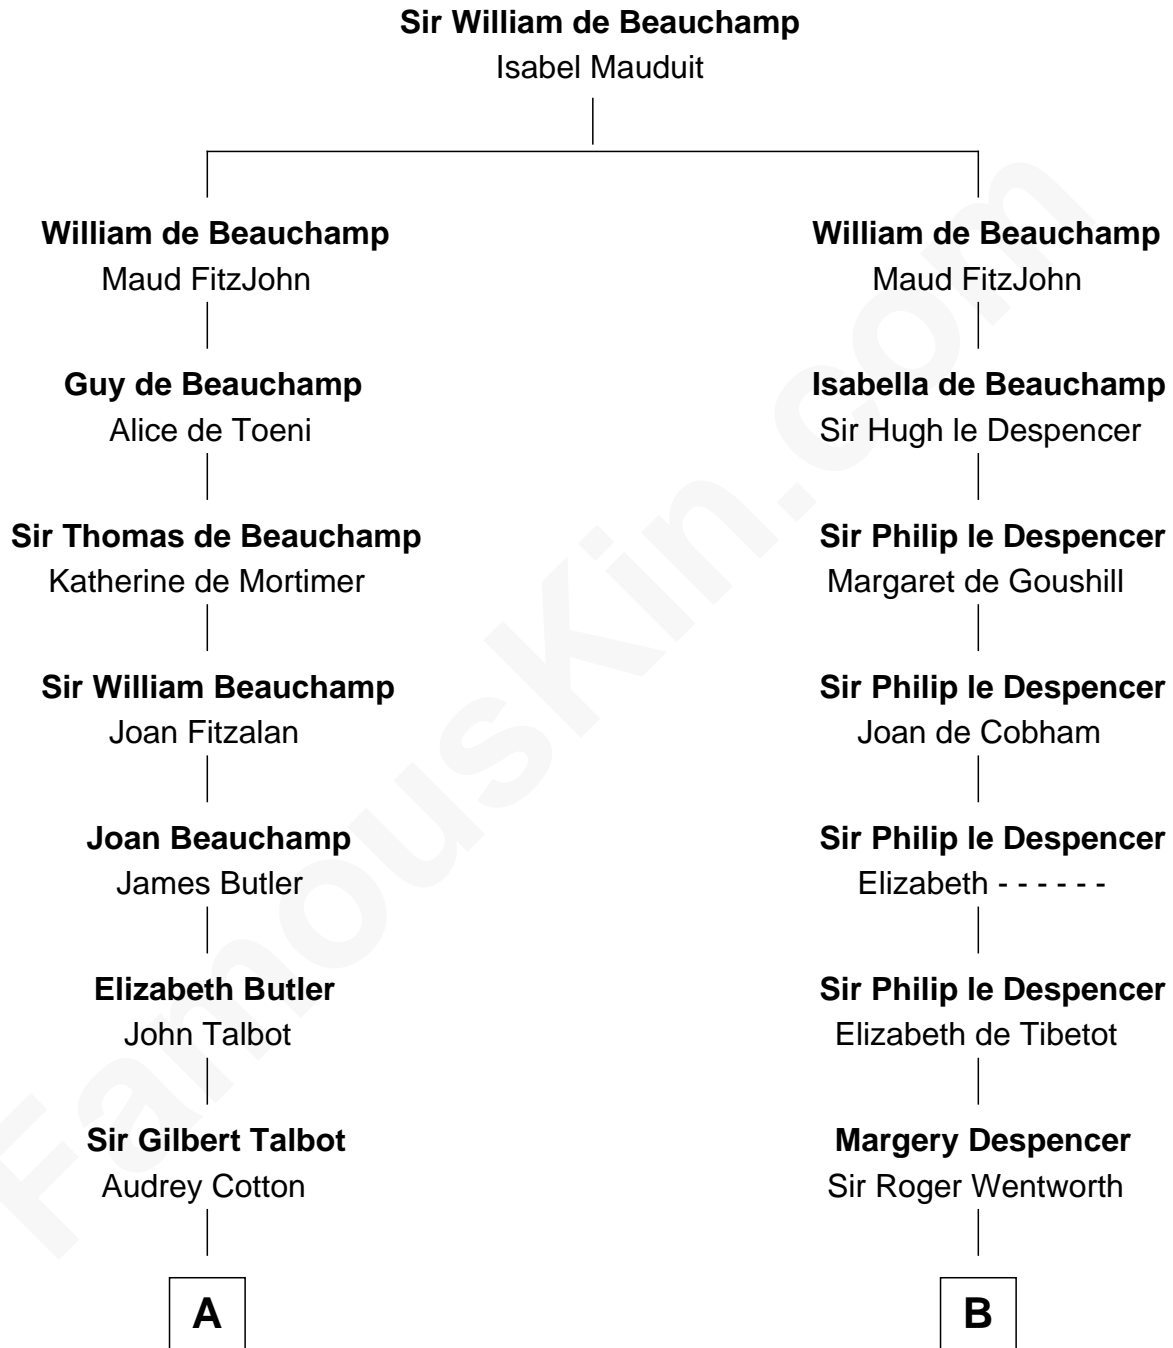 Sir William de Beauchamp
Isabel Mauduit
William de Beauchamp
Maud FitzJohn
William de Beauchamp
Maud FitzJohn
Guy de Beauchamp
Alice de Toeni
Isabella de Beauchamp
Sir Hugh le Despencer
Sir Thomas de Beauchamp
Katherine de Mortimer
Sir Philip le Despencer
Margaret de Goushill
Sir William Beauchamp
Joan Fitzalan
Sir Philip le Despencer
Joan de Cobham
Joan Beauchamp
James Butler
Sir Philip le Despencer
Elizabeth - - - - - -
Elizabeth Butler
John Talbot
Sir Philip le Despencer
Elizabeth de Tibetot
Sir Gilbert Talbot
Audrey Cotton
Margery Despencer
Sir Roger Wentworth
A
B
FamousKin.com